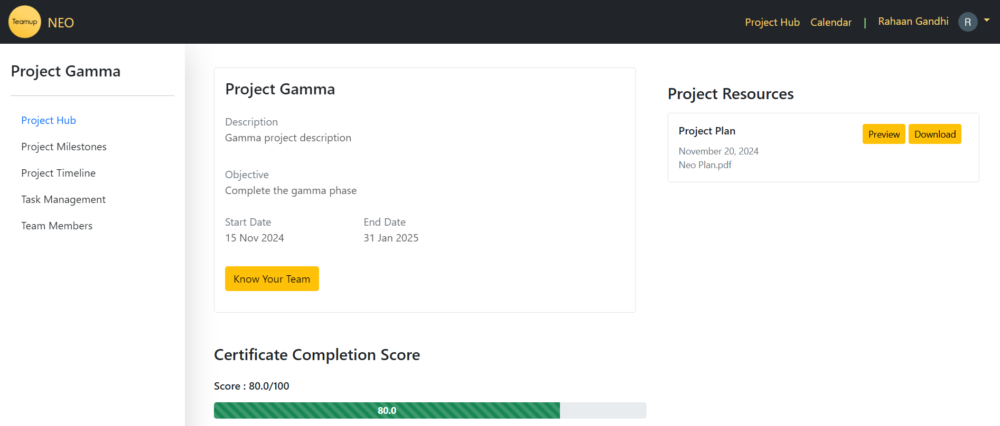 Teamup
NEO
Project Hub Calendar | Rahaan Gandhi R
Project Gamma
Project Hub
Project Milestones
Project Timeline
Task Management
Team Members
Project Gamma
Description
Gamma project description
Objective
Complete the gamma phase
Start Date End Date
15 Nov 2024 31 Jan 2025
Know Your Team
Certificate Completion Score
Score : 80.0/100
80.0
Project Resources
Project Plan Preview Download
November 20, 2024
Neo Plan.pdf